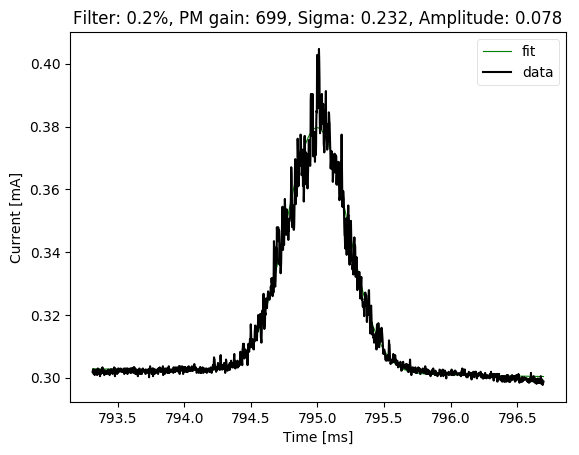 Filter: 0.2%, PM gain: 699, Sigma: 0.232, Amplitude: 0.078
fit
data
Current [mA]
0.40
0.38
0.36
0.34
0.32
0.30
793.5 794.0 794.5 795.0 795.5 796.0 796.5
Time [ms]